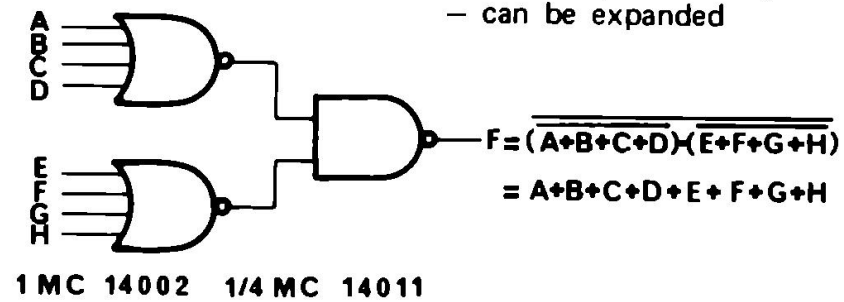 – can be expanded
A
B
C
D
F = (A+B+C+D)·(E+F+G+H)
= A+B+C+D+E+F+G+H
E
F
G
H
1 MC 14002 1/4 MC 14011